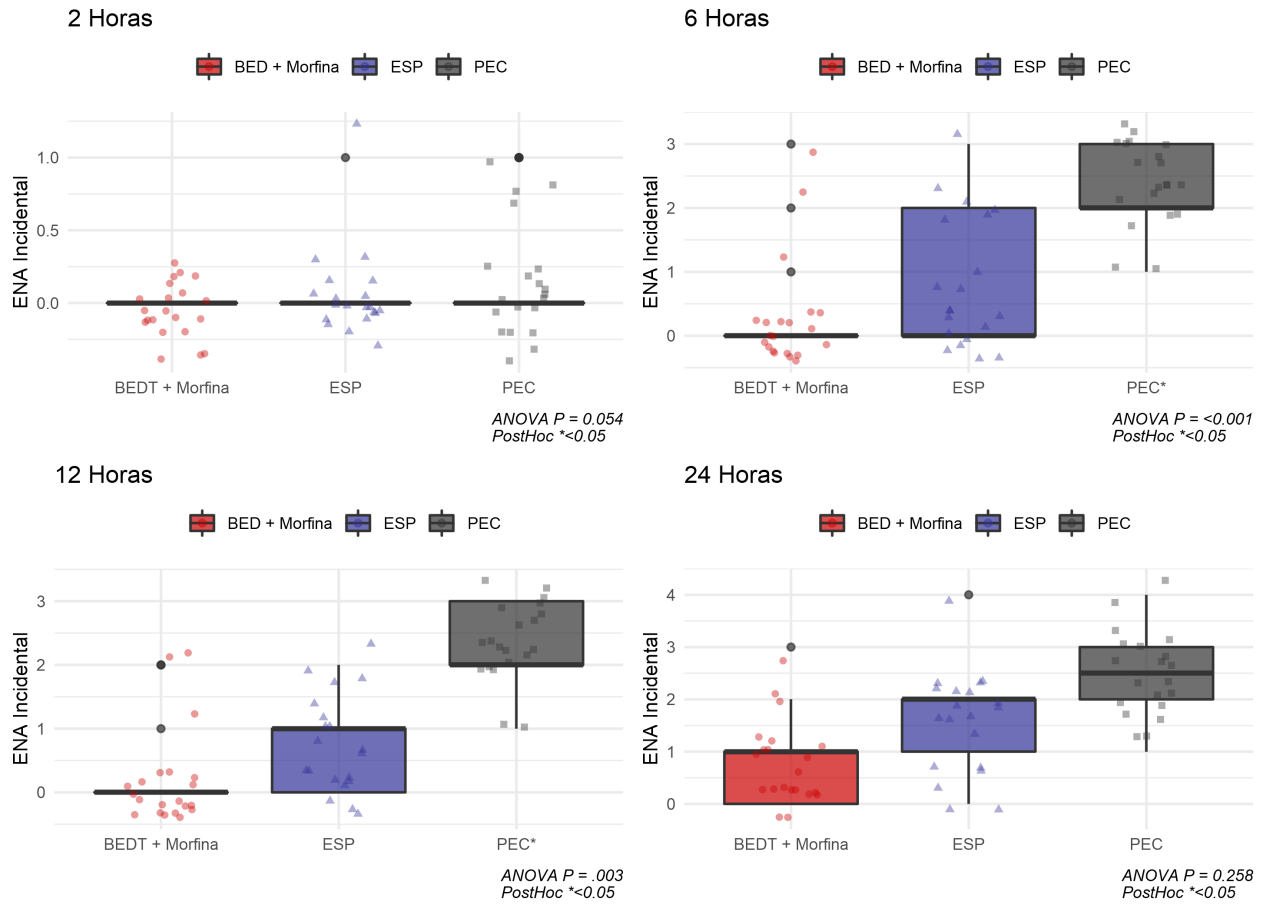 2 Horas
BED + Morfina ESP PEC
ENA Incidental
1.0
0.5
0.0
BEDT + Morfina ESP PEC
ANOVA P = 0.054
PostHoc *<0.05
6 Horas
BED + Morfina ESP PEC
ENA Incidental
3
2
1
0
BEDT + Morfina ESP PEC*
ANOVA P = <0.001
PostHoc *<0.05
12 Horas
BED + Morfina ESP PEC
ENA Incidental
3
2
1
0
BEDT + Morfina ESP PEC*
ANOVA P = .003
PostHoc *<0.05
24 Horas
BED + Morfina ESP PEC
ENA Incidental
4
3
2
1
0
BEDT + Morfina ESP PEC
ANOVA P = 0.258
PostHoc *<0.05